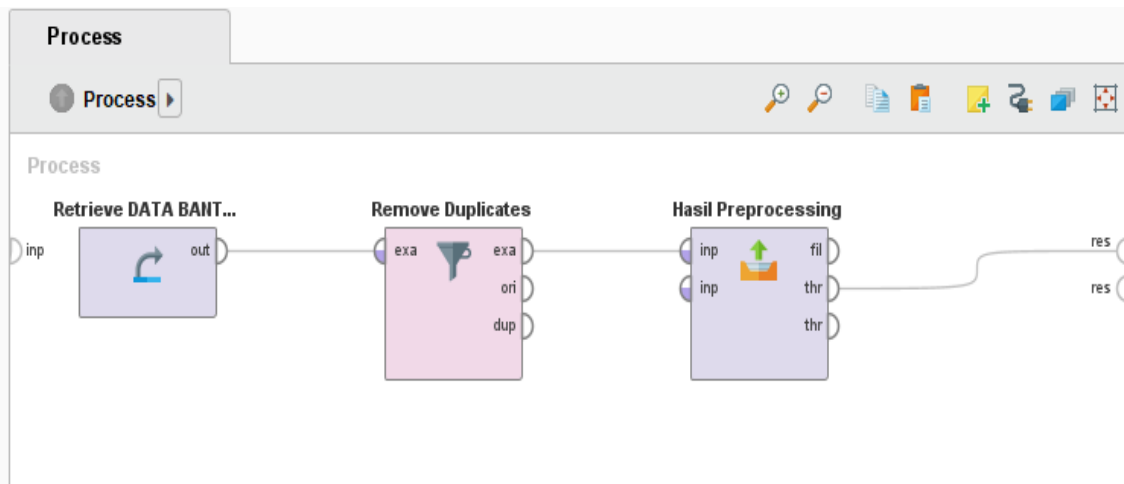 Process
Process
Process
Retrieve DATA BANT...
Remove Duplicates
Hasil Preprocessing
inp
out
exa
exa
ori
dup
inp
inp
fil
thr
thr
res
res